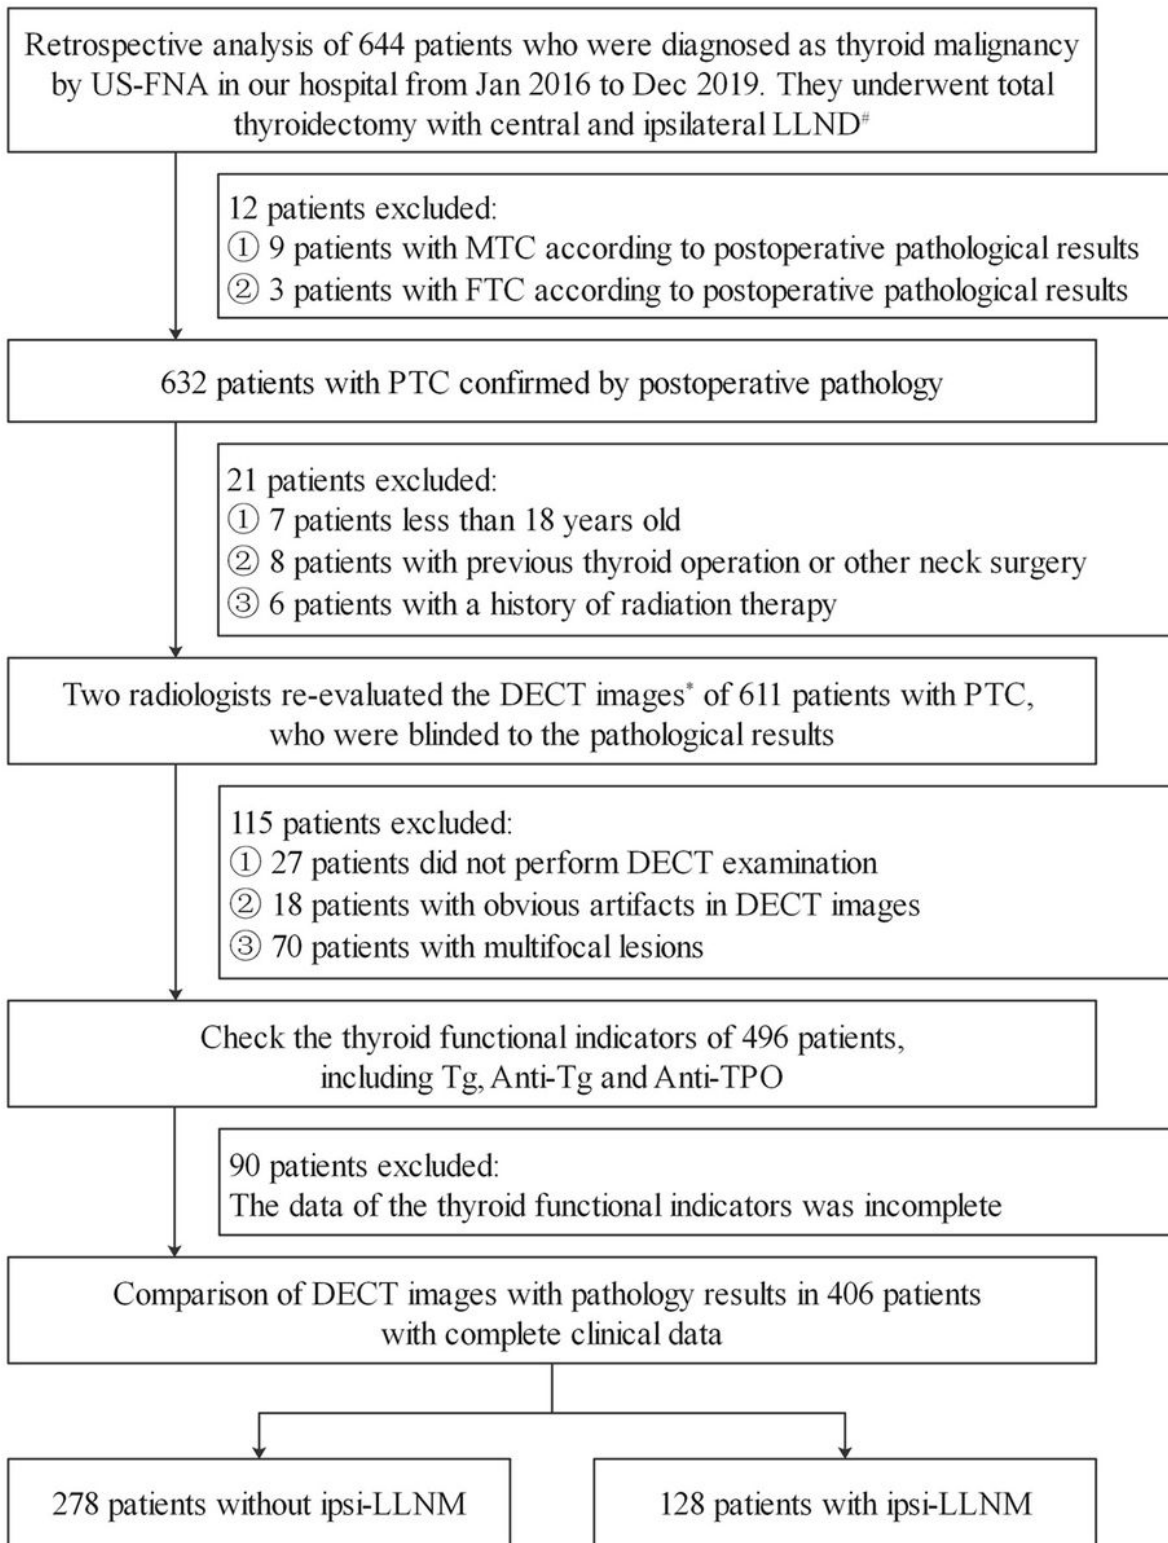 Retrospective analysis of 644 patients who were diagnosed as thyroid malignancy
by US-FNA in our hospital from Jan 2016 to Dec 2019. They underwent total
thyroidectomy with central and ipsilateral LLND#
12 patients excluded:
① 9 patients with MTC according to postoperative pathological results
② 3 patients with FTC according to postoperative pathological results
632 patients with PTC confirmed by postoperative pathology
21 patients excluded:
① 7 patients less than 18 years old
② 8 patients with previous thyroid operation or other neck surgery
③ 6 patients with a history of radiation therapy
Two radiologists re-evaluated the DECT images* of 611 patients with PTC,
who were blinded to the pathological results
115 patients excluded:
① 27 patients did not perform DECT examination
② 18 patients with obvious artifacts in DECT images
③ 70 patients with multifocal lesions
Check the thyroid functional indicators of 496 patients,
including Tg, Anti-Tg and Anti-TPO
90 patients excluded:
The data of the thyroid functional indicators was incomplete
Comparison of DECT images with pathology results in 406 patients
with complete clinical data
278 patients without ipsi-LLNM
128 patients with ipsi-LLNM